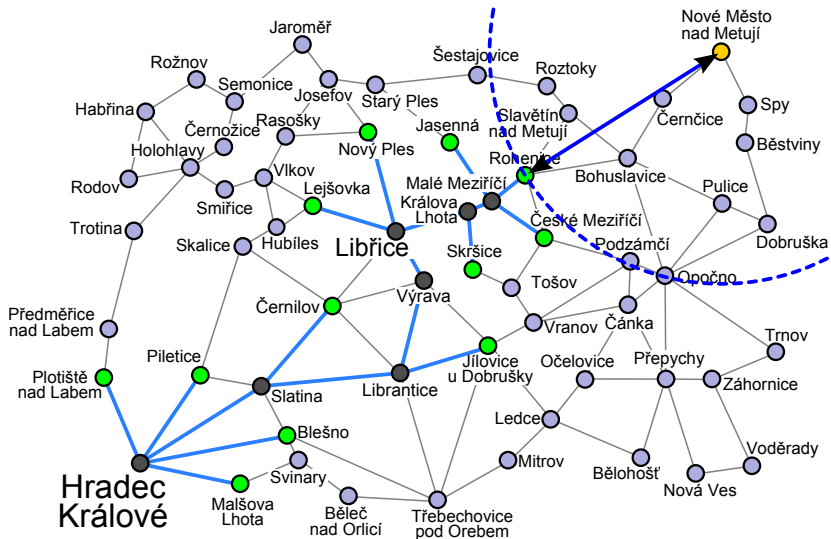 Nové Město
nad Metují
Jaroměř
Šestajovice
Rožnov
Semonice
Josefov
Starý Ples
Roztoky
Habřina
Černčice
Spy
Slavětín
nad Metují
Rasošky
Jasenná
Černožice
Nový Ples
Běstviny
Holohlavy
Rohenice
Vlkov
Bohuslavice
Rodov
Lejšovka
Malé Meziříčí
Pulice
Smiřice
Králova
Lhota
České Meziříčí
Trotina
Hubíles
Libřice
Skalice
Dobruška
Skršice
Podzámčí
Opočno
Výrava
Tošov
Černilov
Předměřice
nad Labem
Vranov
Čánka
Trnov
Piletice
Plotiště
nad Labem
Jílovice
u Dobrušky
Očelovice
Přepychy
Slatina
Librantice
Záhornice
Ledce
Blešno
Voděrady
Mitrov
Bělohošť
Svinary
Nová Ves
Hradec
Králové
Malšova
Lhota
Běleč
nad Orlicí
Třebechovice
pod Orebem